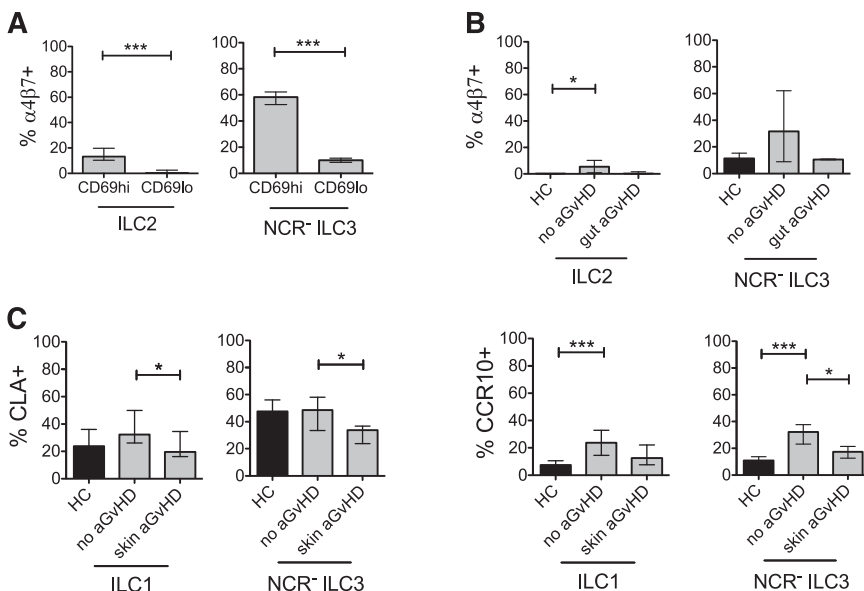 A
% α4β7+
100
80
60
40
20
0
***
CD69hi CD69lo
ILC2
100
80
60
40
20
0
***
CD69hi CD69lo
NCR⁻ ILC3
B
% α4β7+
100
80
60
40
20
0
*
HC
no aGvHD
gut aGvHD
ILC2
100
80
60
40
20
0
HC
no aGvHD
gut aGvHD
NCR⁻ ILC3
C
% CLA+
100
80
60
40
20
0
*
HC
no aGvHD
skin aGvHD
ILC1
100
80
60
40
20
0
*
HC
no aGvHD
skin aGvHD
NCR⁻ ILC3
% CCR10+
100
80
60
40
20
0
***
HC
no aGvHD
skin aGvHD
ILC1
100
80
60
40
20
0
***
*
HC
no aGvHD
skin aGvHD
NCR⁻ ILC3